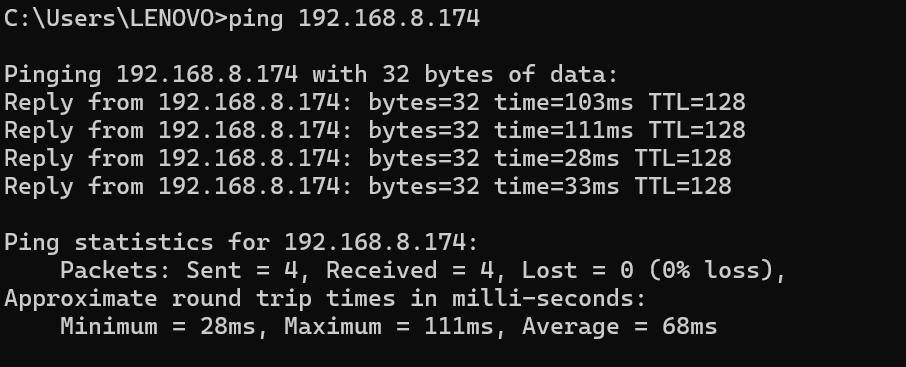 C:\Users\LENOVO>ping 192.168.8.174
Pinging 192.168.8.174 with 32 bytes of data:
Reply from 192.168.8.174: bytes=32 time=103ms TTL=128
Reply from 192.168.8.174: bytes=32 time=111ms TTL=128
Reply from 192.168.8.174: bytes=32 time=28ms TTL=128
Reply from 192.168.8.174: bytes=32 time=33ms TTL=128
Ping statistics for 192.168.8.174:
    Packets: Sent = 4, Received = 4, Lost = 0 (0% loss),
Approximate round trip times in milli-seconds:
    Minimum = 28ms, Maximum = 111ms, Average = 68ms